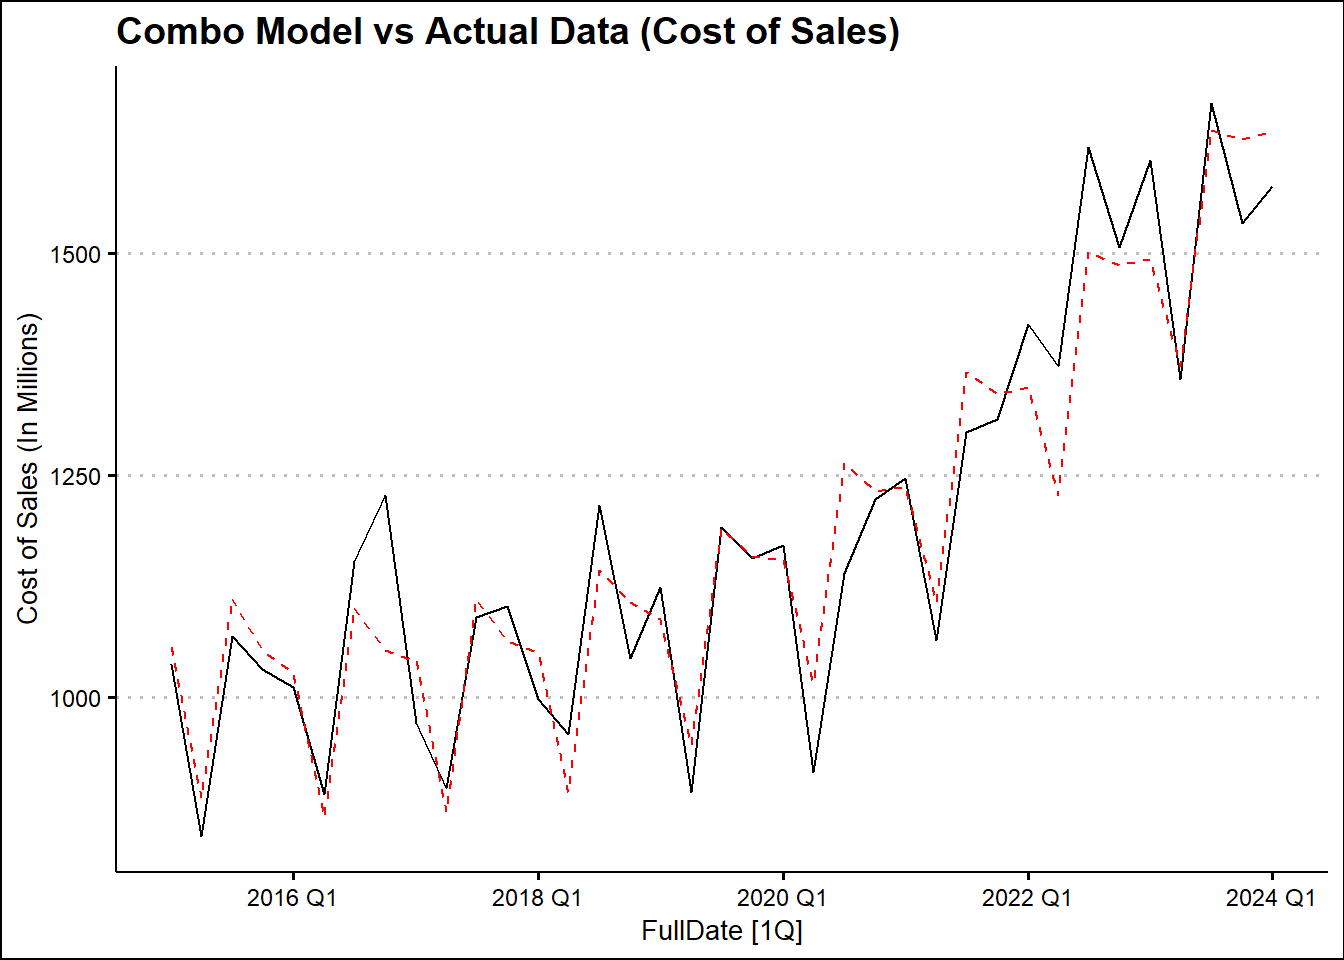 Combo Model vs Actual Data (Cost of Sales)
Cost of Sales (In Millions)
1500
1250
1000
2016 Q1 2018 Q1 2020 Q1 2022 Q1 2024 Q1
FullDate [1Q]